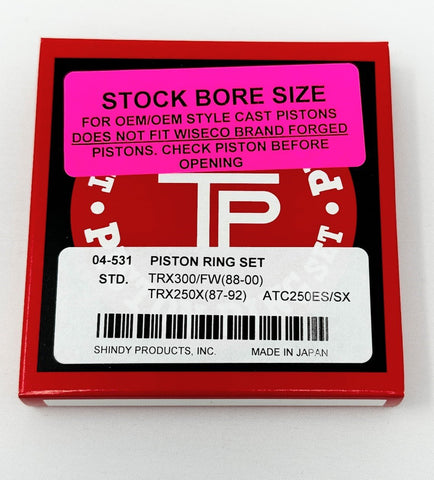 STOCK BORE SIZE
FOR OEM/OEM STYLE CAST PISTONS
DOES NOT FIT WISECO BRAND FORGED
PISTONS. CHECK PISTON BEFORE
OPENING
TP
SET
04-531 PISTON RING SET
STD. TRX300/FW(88-00)
TRX250X(87-92) ATC250ES/SX
SHINDY PRODUCTS, INC. MADE IN JAPAN